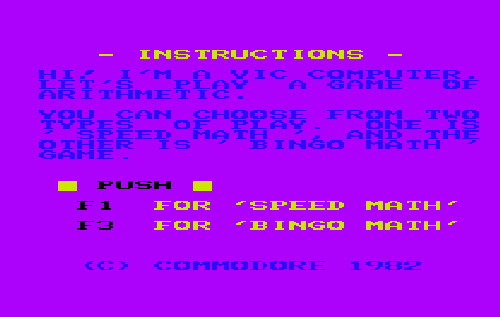 - INSTRUCTIONS -
HI, I'M A VIC COMPUTER.
LET'S PLAY A GAME OF
ARITHMETIC.
YOU CAN CHOOSE FROM TWO
TYPES OF PLAY. ONE IS
' SPEED MATH ', AND THE
OTHER IS ' BINGO MATH '
GAME.
PUSH
F1 FOR 'SPEED MATH'
F3 FOR 'BINGO MATH'
(C) COMMODORE 1982